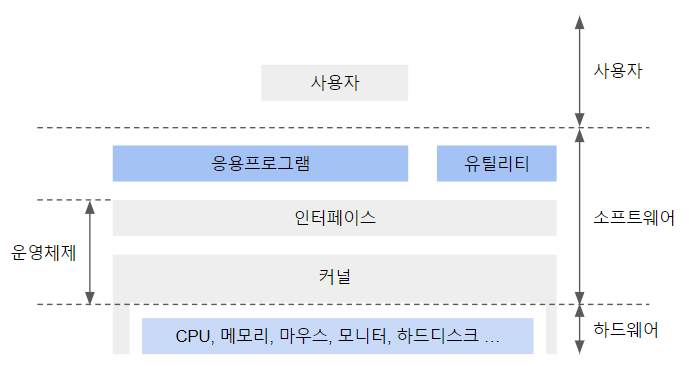 사용자
사용자
응용프로그램
유틸리티
인터페이스
소프트웨어
운영체제
커널
CPU, 메모리, 마우스, 모니터, 하드디스크 ...
하드웨어